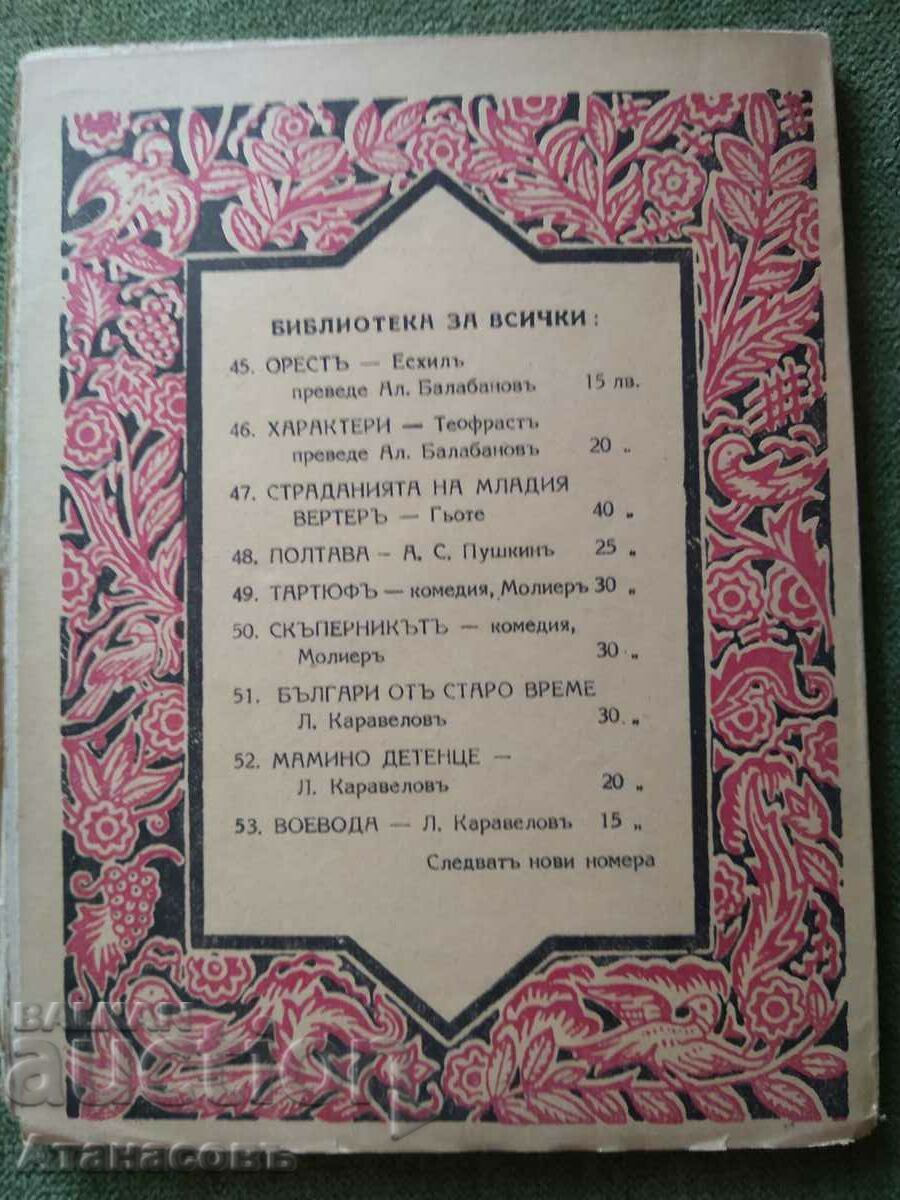 БИБЛИОТЕКА ЗА ВСИЧКИ:
45. ОРЕСТЪ — Есхилъ
преведе Ал. Балабановъ 15 лв.
46. ХАРАКТЕРИ — Теофрастъ
преведе Ал. Балабановъ 20 „
47. СТРАДАНИЯТА НА МЛАДИЯ
ВЕРТЕРЪ — Гьоте 40 „
48. ПОЛТАВА — А. С. Пушкинъ 25 „
49. ТАРТЮФЪ — комедия, Молиеръ 30 „
50. СКЪПЕРНИКЪТЪ — комедия,
Молиеръ 30 „
51. БЪЛГАРИ ОТЪ СТАРО ВРЕМЕ
Л. Каравеловъ 30 „
52. МАМИНО ДЕТЕНЦЕ —
Л. Каравеловъ 20 „
53. ВОЕВОДА — Л. Каравеловъ 15 „
Следватъ нови номера
BALKAN
auction
Атанасовъ